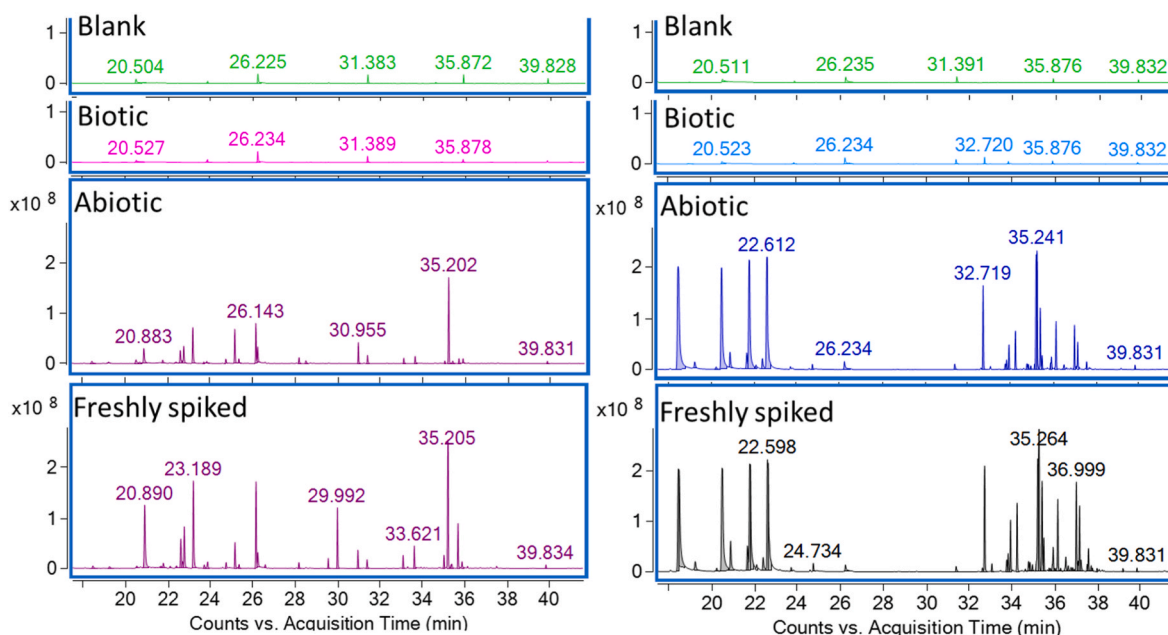 Blank
1
0
20.504 26.225 31.383 35.872 39.828
Biotic
1
0
20.527 26.234 31.389 35.878
x10 8
Abiotic
2
1
0
20.883 26.143 30.955 35.202 39.831
x10 8
Freshly spiked
2
1
0
20.890 23.189 29.992 33.621 35.205 39.834
20 22 24 26 28 30 32 34 36 38 40
Counts vs. Acquisition Time (min)
Blank
1
0
20.511 26.235 31.391 35.876 39.832
Biotic
1
0
20.523 26.234 32.720 35.876 39.832
x10 8
Abiotic
2
1
0
22.612 26.234 32.719 35.241 39.831
x10 8
Freshly spiked
2
1
0
22.598 24.734 35.264 36.999 39.831
20 22 24 26 28 30 32 34 36 38 40
Counts vs. Acquisition Time (min)